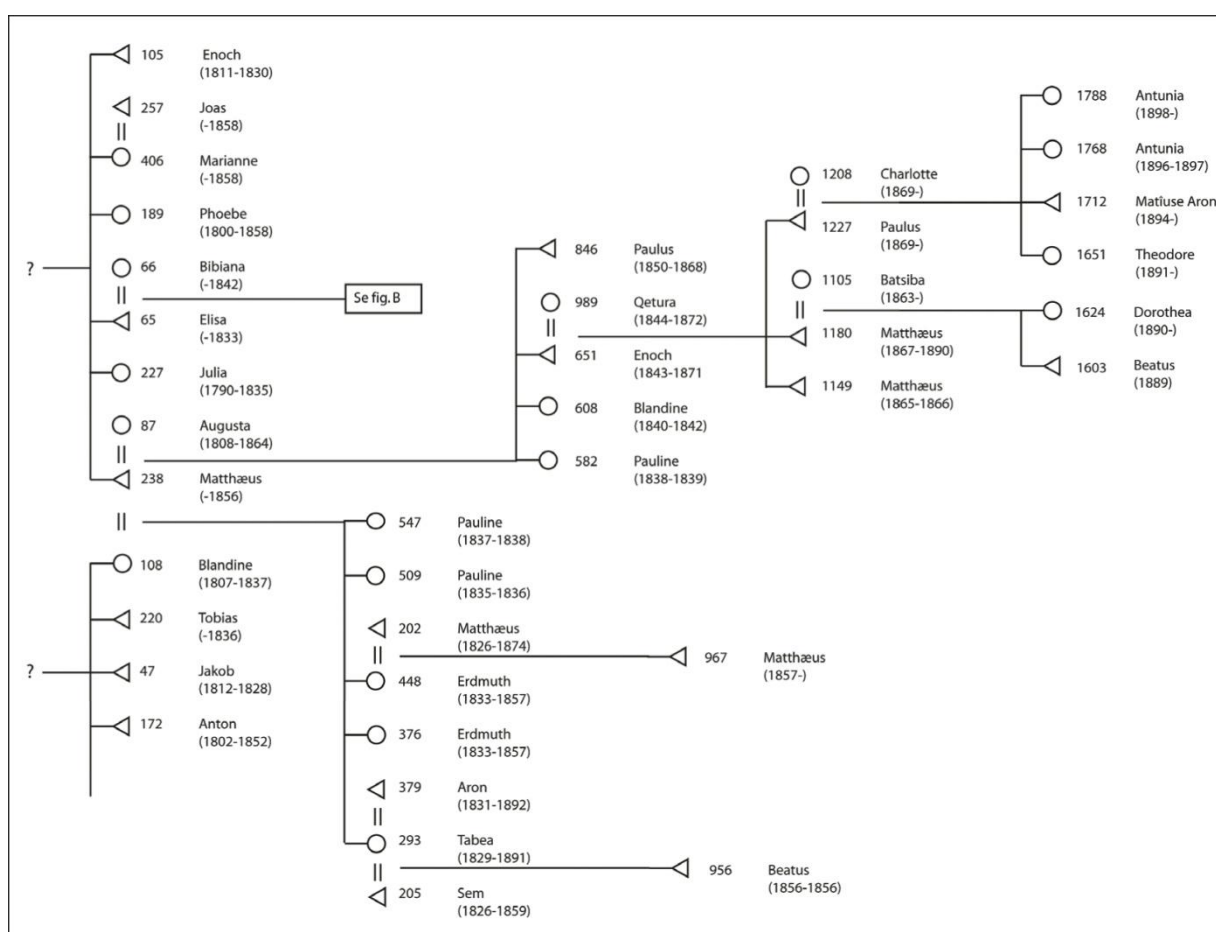 105 Enoch
(1811-1830)
257 Joas
(-1858)
406 Marianne
(-1858)
189 Phoebe
(1800-1858)
?
66 Bibiana
(-1842)
Se fig. B
65 Elisa
(-1833)
227 Julia
(1790-1835)
87 Augusta
(1808-1864)
238 Matthæus
(-1856)
846 Paulus
(1850-1868)
989 Qetura
(1844-1872)
651 Enoch
(1843-1871
608 Blandine
(1840-1842)
582 Pauline
(1838-1839)
1208 Charlotte
(1869-)
1227 Paulus
(1869-)
1105 Batsiba
(1863-)
1180 Matthæus
(1867-1890)
1149 Matthæus
(1865-1866)
1788 Antunia
(1898-)
1768 Antunia
(1896-1897)
1712 Matîuse Aron
(1894-)
1651 Theodore
(1891-)
1624 Dorothea
(1890-)
1603 Beatus
(1889)
?
108 Blandine
(1807-1837)
220 Tobias
(-1836)
47 Jakob
(1812-1828)
172 Anton
(1802-1852)
547 Pauline
(1837-1838)
509 Pauline
(1835-1836)
202 Matthæus
(1826-1874)
448 Erdmuth
(1833-1857)
376 Erdmuth
(1833-1857)
379 Aron
(1831-1892)
293 Tabea
(1829-1891)
205 Sem
(1826-1859)
967 Matthæus
(1857-)
956 Beatus
(1856-1856)